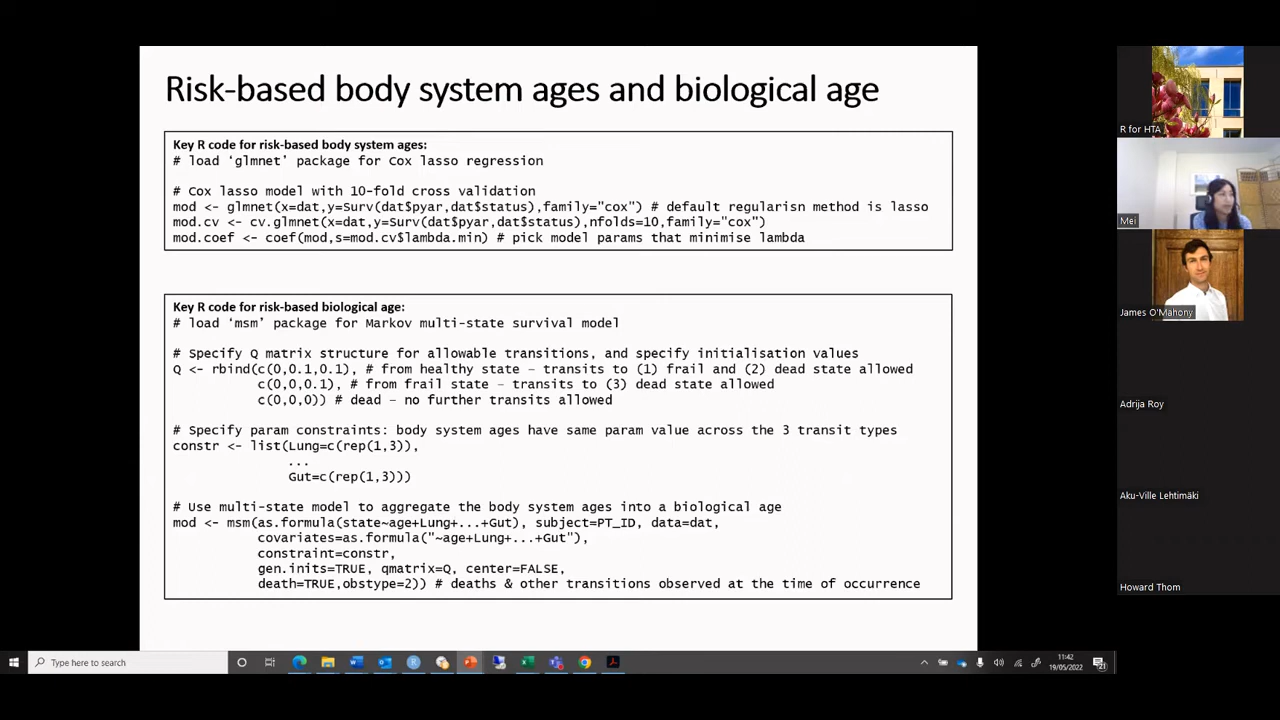 Risk-based body system ages and biological age
Key R code for risk-based body system ages:
# load ‘glmnet’ package for Cox lasso regression
# Cox lasso model with 10-fold cross validation
mod <- glmnet(x=dat,y=Surv(dat$pyar,dat$status),family="cox") # default regularisn method is lasso
mod.cv <- cv.glmnet(x=dat,y=Surv(dat$pyar,dat$status),nfolds=10,family="cox")
mod.coef <- coef(mod,s=mod.cv$lambda.min) # pick model params that minimise lambda
Key R code for risk-based biological age:
# load ‘msm’ package for Markov multi-state survival model
# Specify Q matrix structure for allowable transitions, and specify initialisation values
Q <- rbind(c(0,0.1,0.1), # from healthy state – transits to (1) frail and (2) dead state allowed
c(0,0,0.1), # from frail state – transits to (3) dead state allowed
c(0,0,0)) # dead – no further transits allowed
# Specify param constraints: body system ages have same param value across the 3 transit types
constr <- list(Lung=c(rep(1,3)),
...
Gut=c(rep(1,3)))
# Use multi-state model to aggregate the body system ages into a biological age
mod <- msm(as.formula(state~age+Lung+...+Gut), subject=PT_ID, data=dat,
covariates=as.formula("~age+Lung+...+Gut"),
constraint=constr,
gen.inits=TRUE, qmatrix=Q, center=FALSE,
death=TRUE,obstype=2)) # deaths & other transitions observed at the time of occurrence
R for HTA
Mei
James O'Mahony
Adrija Roy
Aku-Ville Lehtimäki
Howard Thom
Type here to search
11:42
19/05/2022